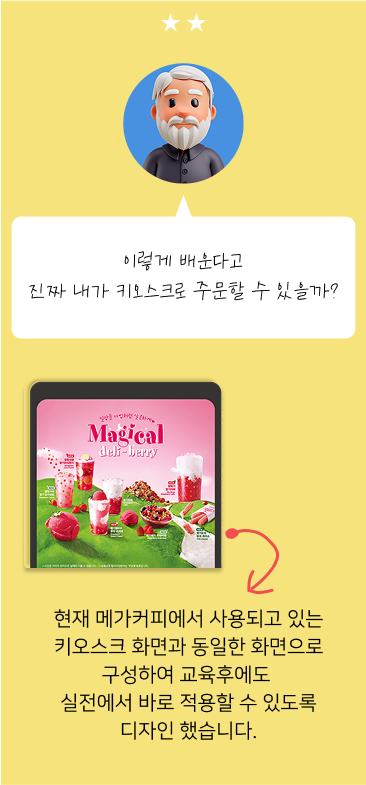 이렇게 배운다고
진짜 내가 키오스크로 주문할 수 있을까?
Magical
deli-berry
현재 메가커피에서 사용되고 있는
키오스크 화면과 동일한 화면으로
구성하여 교육후에도
실전에서 바로 적용할 수 있도록
디자인 했습니다.